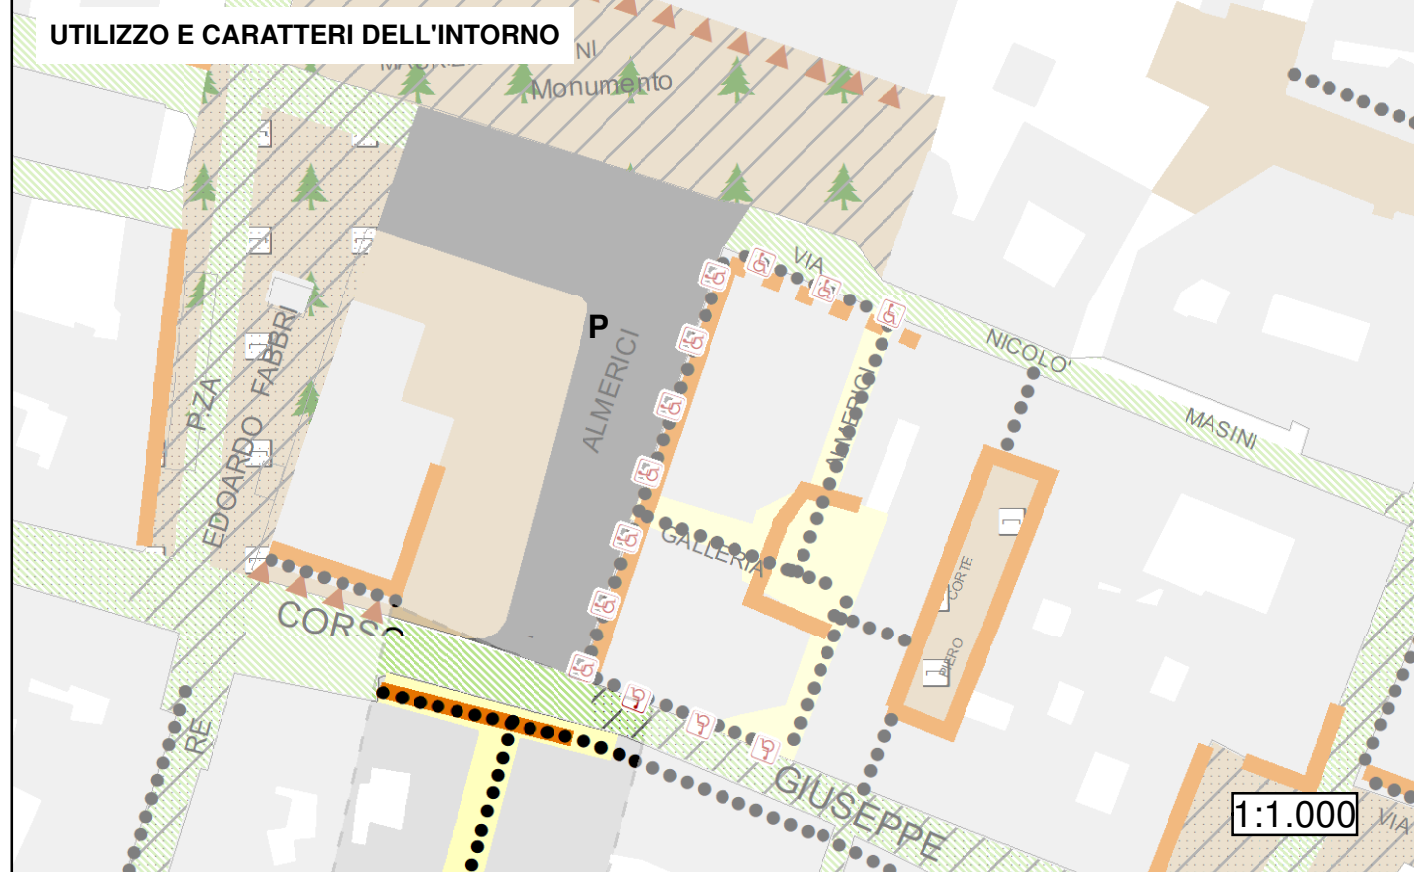 UTILIZZO E CARATTERI DELL'INTORNO
NI
Monumento
VIA
NICOLO'
MASINI
P
ALMERICI
ALMERICI
P.ZA
EDOARDO FABBRI
GALLERIA
CORTE
PIERO
CORSO
RE
GIUSEPPE
1:1.000
VIA